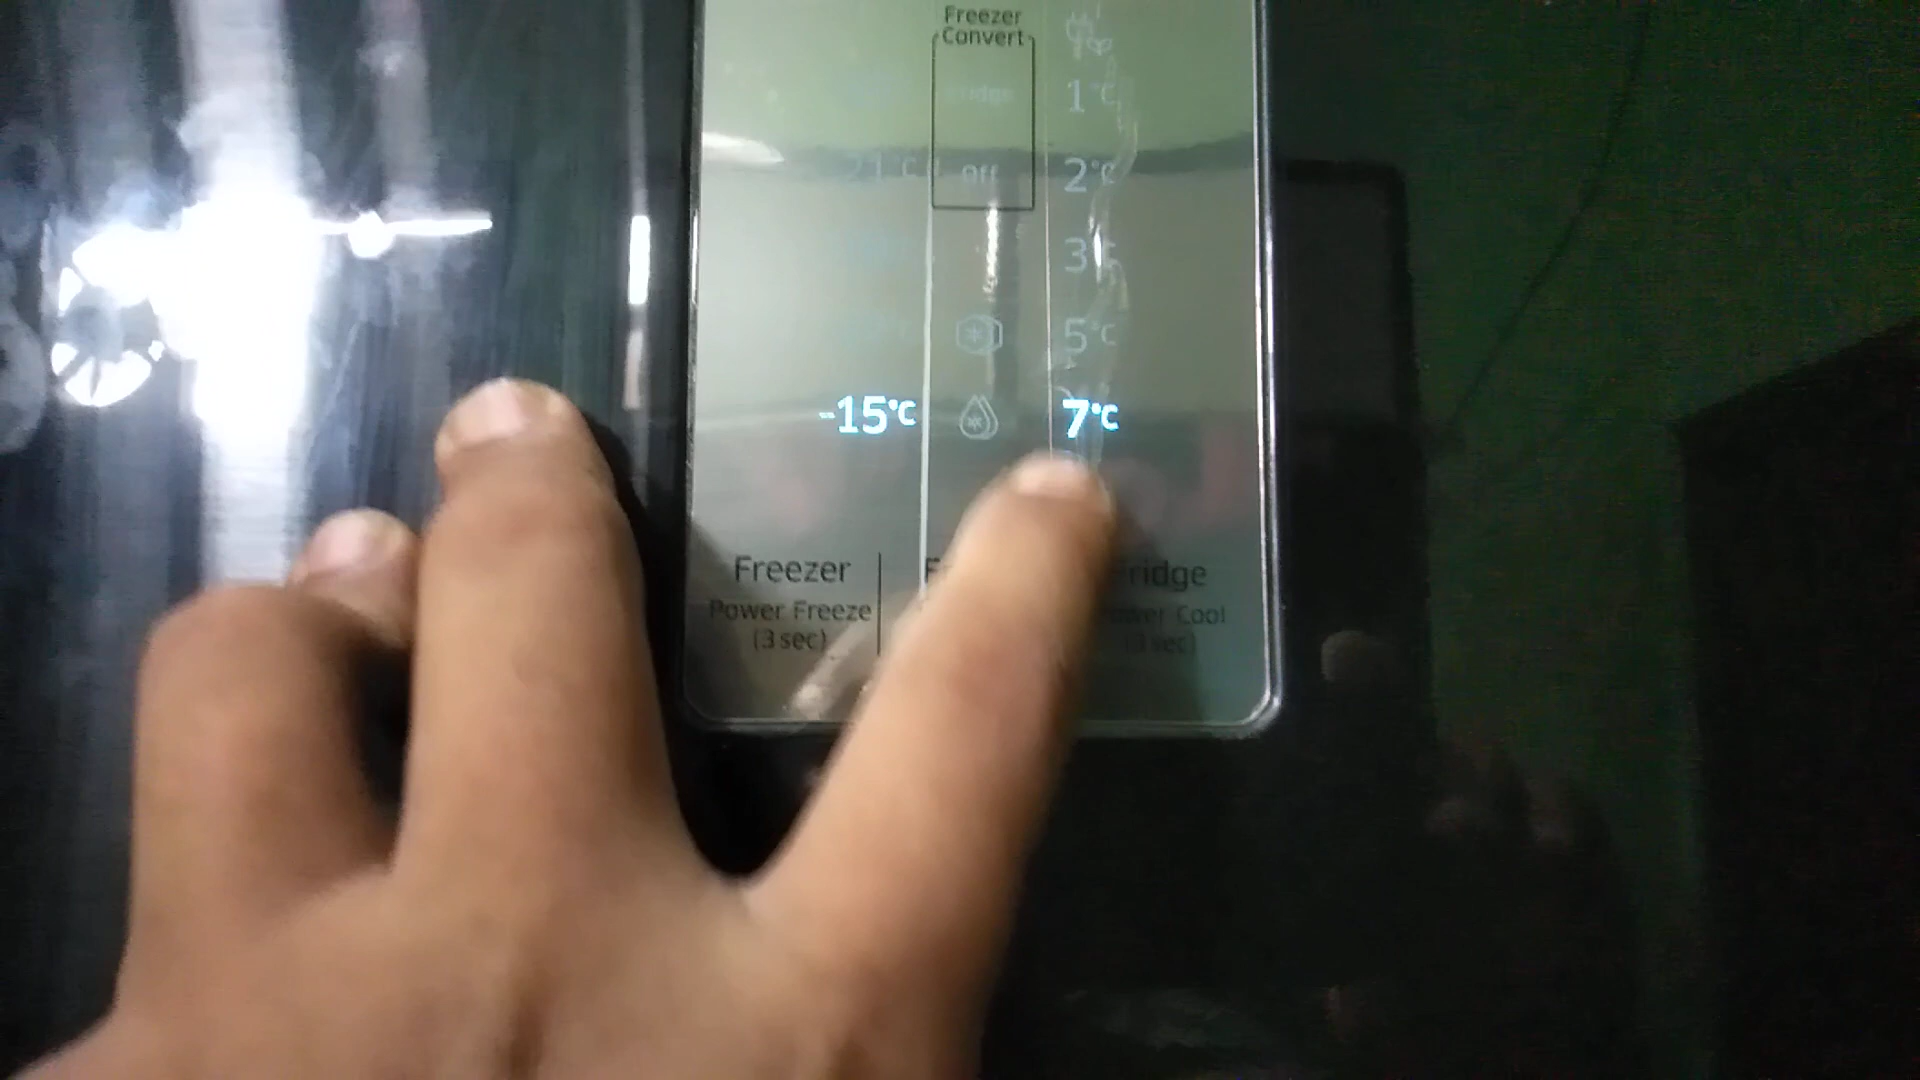 Freezer
Convert
1°C
-21°C Off 2°C
3°C
5°C
-15°C 7°C
Freezer Fridge
Power Freeze Power Cool
(3 sec) (3 sec)